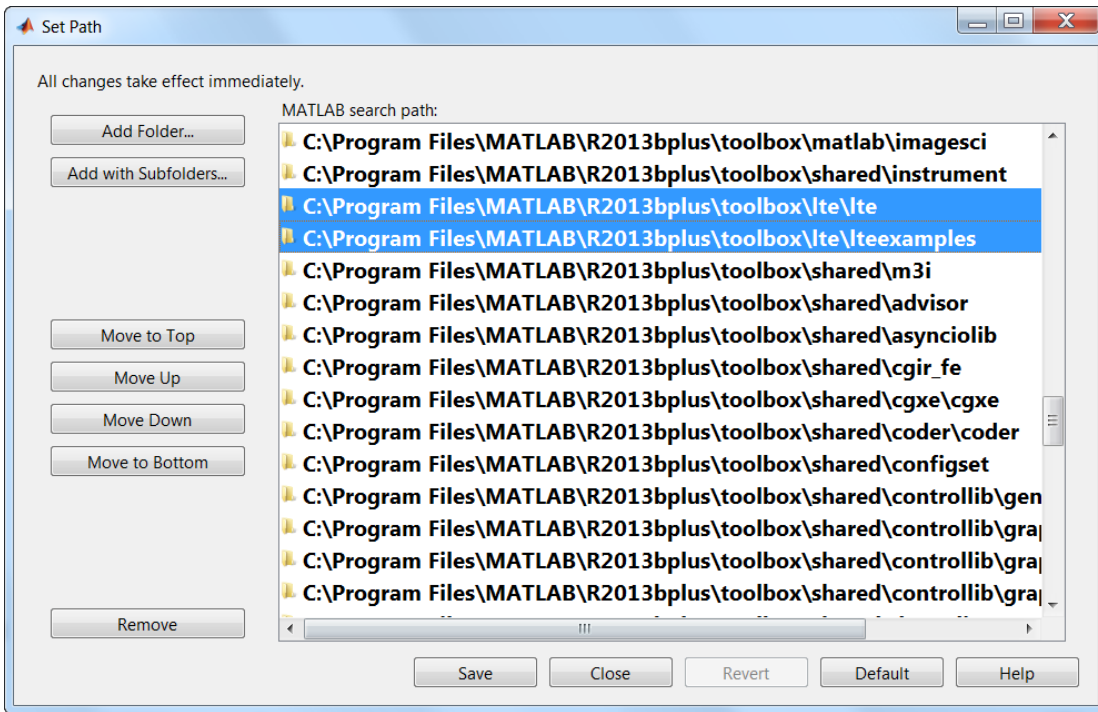 Set Path
All changes take effect immediately.
MATLAB search path:
Add Folder...
Add with Subfolders...
Move to Top
Move Up
Move Down
Move to Bottom
Remove
C:\Program Files\MATLAB\R2013bplus\toolbox\matlab\imagesci
C:\Program Files\MATLAB\R2013bplus\toolbox\shared\instrument
C:\Program Files\MATLAB\R2013bplus\toolbox\lte\lte
C:\Program Files\MATLAB\R2013bplus\toolbox\lte\lteexamples
C:\Program Files\MATLAB\R2013bplus\toolbox\shared\m3i
C:\Program Files\MATLAB\R2013bplus\toolbox\shared\advisor
C:\Program Files\MATLAB\R2013bplus\toolbox\shared\asynciolib
C:\Program Files\MATLAB\R2013bplus\toolbox\shared\cgir_fe
C:\Program Files\MATLAB\R2013bplus\toolbox\shared\cgxe\cgxe
C:\Program Files\MATLAB\R2013bplus\toolbox\shared\coder\coder
C:\Program Files\MATLAB\R2013bplus\toolbox\shared\configset
C:\Program Files\MATLAB\R2013bplus\toolbox\shared\controllib\gen
C:\Program Files\MATLAB\R2013bplus\toolbox\shared\controllib\gra
C:\Program Files\MATLAB\R2013bplus\toolbox\shared\controllib\gra
C:\Program Files\MATLAB\R2013bplus\toolbox\shared\controllib\gra
Save
Close
Revert
Default
Help